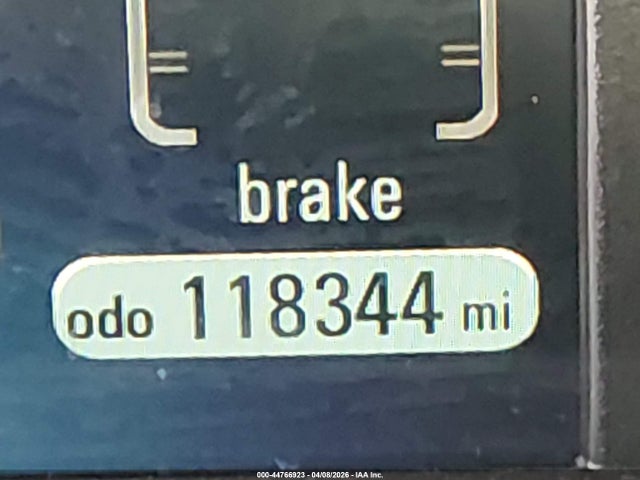 brake
odo 118344 mi
000-44766923 - 04/08/2026 - IAA Inc.